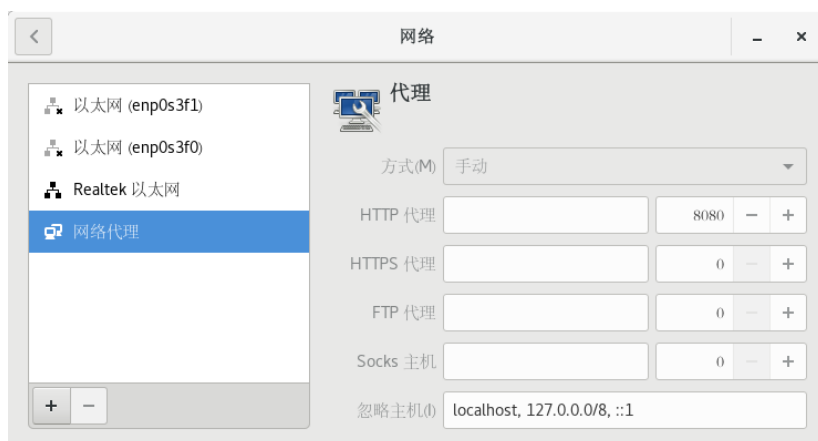 网络
以太网 (enp0s3f1)
以太网 (enp0s3f0)
Realtek 以太网
网络代理
代理
方式(M) 手动
HTTP 代理 8080
HTTPS 代理 0
FTP 代理 0
Socks 主机 0
忽略主机(I) localhost, 127.0.0.0/8, ::1